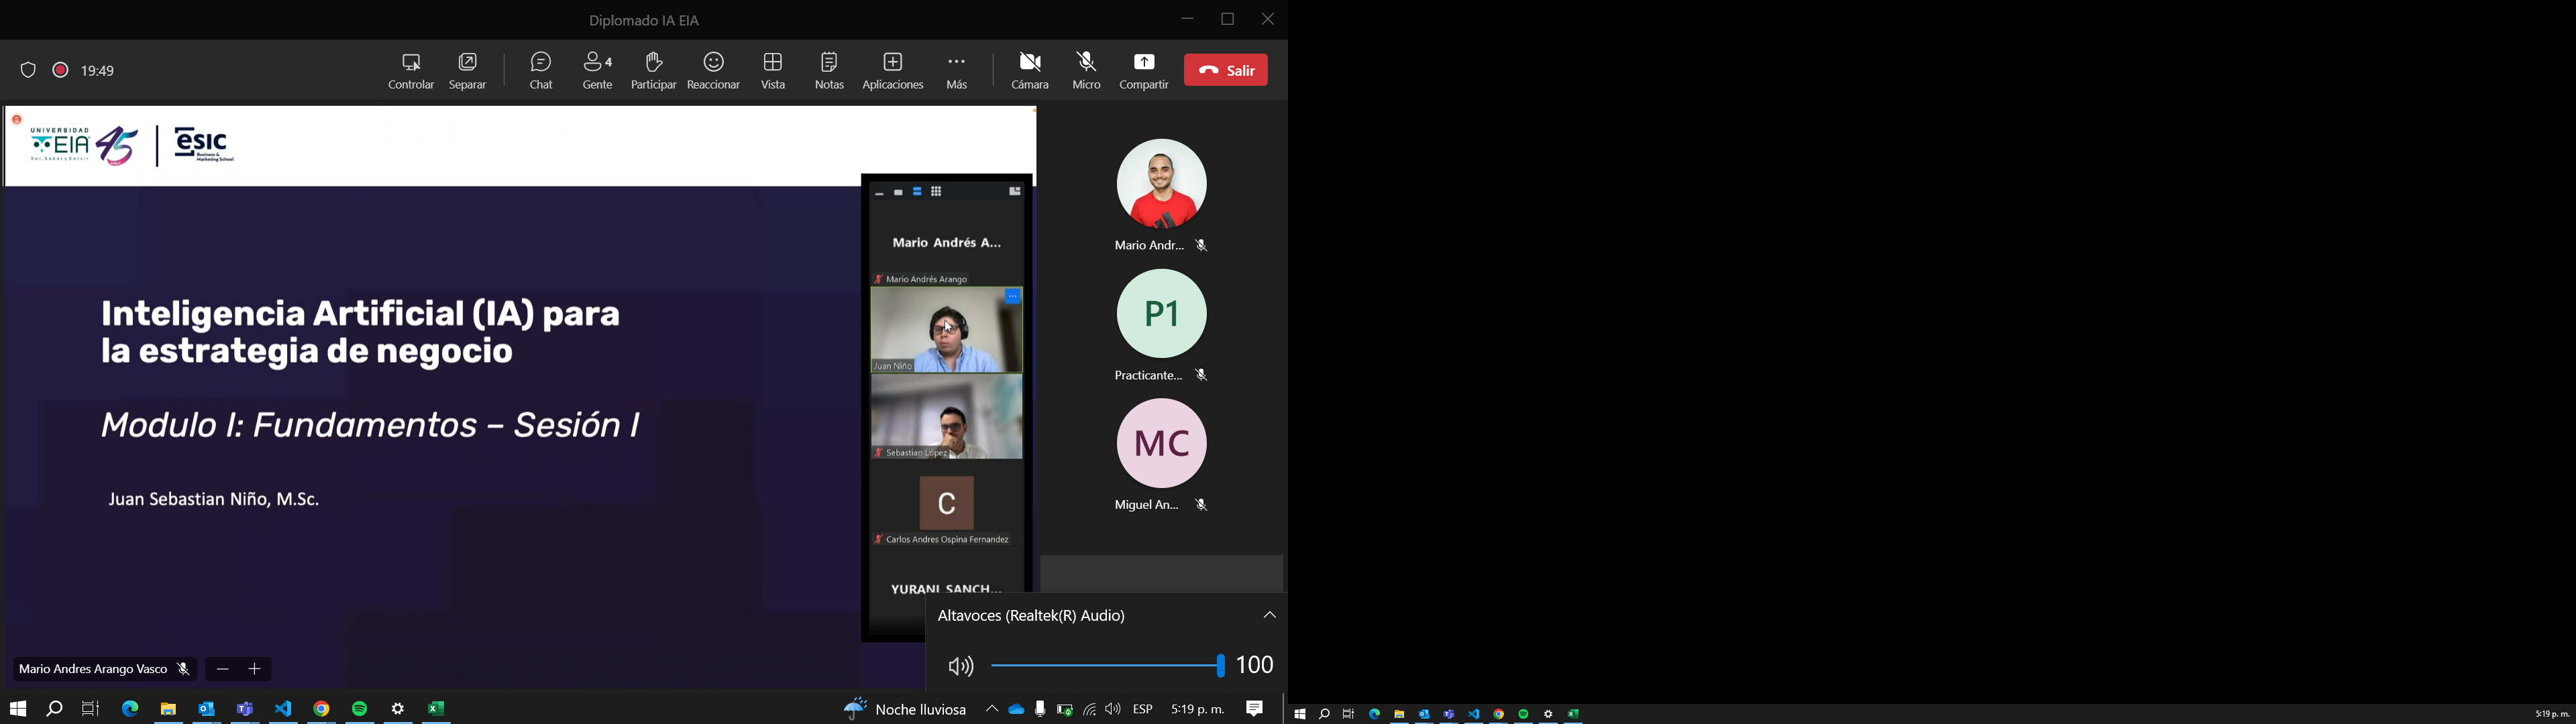 Diplomado IA EIA
19:49
Controlar
Separar
Chat
4
Gente
Participar
Reaccionar
Vista
Notas
Aplicaciones
Más
Cámara
Micro
Compartir
Salir
UNIVERSIDAD
EIA
Ser, Saber y Servir
45
esic
Business &
Marketing School
Inteligencia Artificial (IA) para
la estrategia de negocio
Modulo I: Fundamentos – Sesión I
Juan Sebastian Niño, M.Sc.
Mario Andrés A...
Mario Andrés Arango
Juan Niño
Sebastian López
C
Carlos Andres Ospina Fernandez
YURANI SANCH...
Mario Andr...
P1
Practicante...
MC
Miguel An...
Altavoces (Realtek(R) Audio)
100
Mario Andres Arango Vasco
Noche lluviosa
ESP
5:19 p. m.
5:19 p. m.